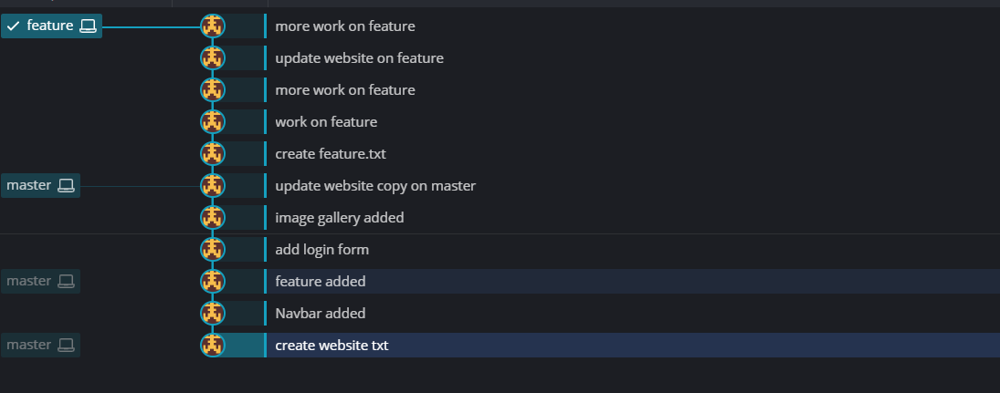 feature more work on feature
update website on feature
more work on feature
work on feature
create feature.txt
master update website copy on master
image gallery added
add login form
master feature added
Navbar added
master create website txt